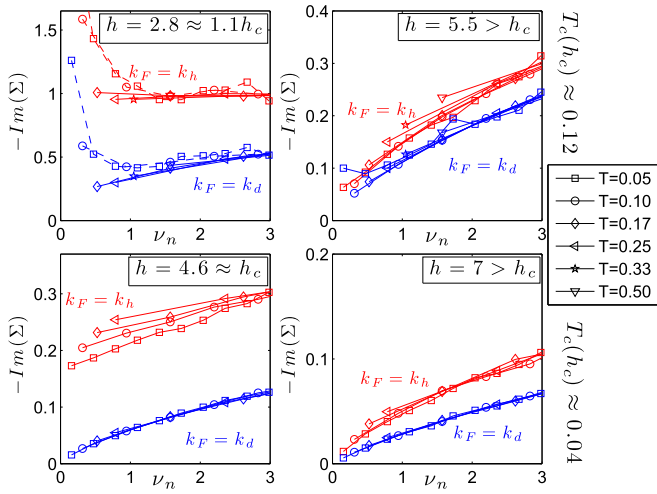 h = 2.8 ≈ 1.1h_c
h = 5.5 > h_c
1.5
1
0.5
0
0.4
0.3
0.2
0.1
0
−Im(Σ)
−Im(Σ)
k_F = k_h
k_F = k_d
k_F = k_h
k_F = k_d
0 1 2 3
0 1 2 3
ν_n
ν_n
T_c(h_c) ≈ 0.12
T=0.05
T=0.10
T=0.17
T=0.25
T=0.33
T=0.50
h = 4.6 ≈ h_c
h = 7 > h_c
0.3
0.2
0.1
0
0.2
0.1
0
−Im(Σ)
−Im(Σ)
k_F = k_h
k_F = k_d
k_F = k_h
k_F = k_d
0 1 2 3
0 1 2 3
ν_n
ν_n
T_c(h_c) ≈ 0.04